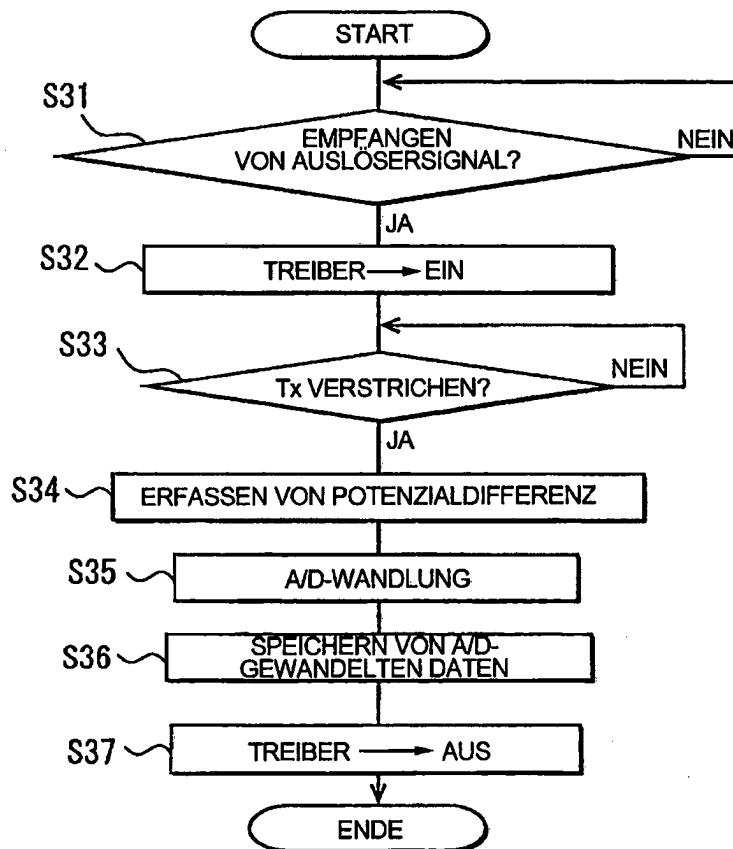 START
S31
EMPFANGEN
VON AUSLÖSERSIGNAL?
NEIN
JA
S32
TREIBER → EIN
S33
Tx VERSTRICHEN?
NEIN
JA
S34
ERFASSEN VON POTENZIALDIFFERENZ
S35
A/D-WANDLUNG
S36
SPEICHERN VON A/D-
GEWANDELTEN DATEN
S37
TREIBER → AUS
ENDE